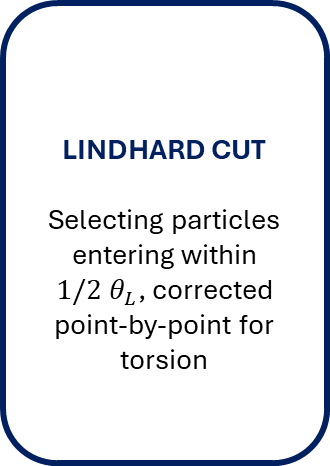 LINDHARD CUT
Selecting particles
entering within
1/2 θ_L, corrected
point-by-point for
torsion